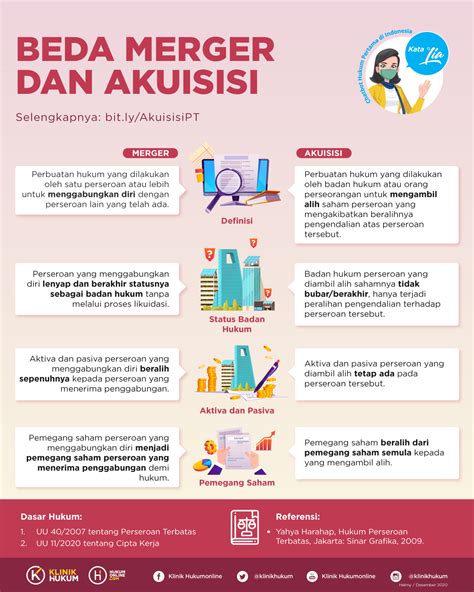 BEDA MERGER
DAN AKUISISI
Selengkapnya: bit.ly/AkuisisiPT
Chatbot Hukum Pertama di Indonesia
Kata Lia
MERGER
AKUISISI
Perbuatan hukum yang dilakukan
oleh satu perseroan atau lebih
untuk menggabungkan diri dengan
perseroan lain yang telah ada.
Definisi
Perbuatan hukum yang dilakukan
oleh badan hukum atau orang
perseorangan untuk mengambil
alih saham perseroan yang
mengakibatkan beralihnya
pengendalian atas perseroan
tersebut.
Perseroan yang menggabungkan
diri lenyap dan berakhir statusnya
sebagai badan hukum tanpa
melalui proses likuidasi.
Status Badan
Hukum
Badan hukum perseroan yang
diambil alih sahamnya tidak
bubar/berakhir, hanya terjadi
peralihan pengendalian terhadap
perseroan tersebut.
Aktiva dan pasiva perseroan yang
menggabungkan diri beralih
sepenuhnya kepada perseroan yang
menerima penggabungan.
Aktiva dan Pasiva
Aktiva dan pasiva perseroan yang
diambil alih tetap ada pada
perseroan tersebut.
Pemegang saham perseroan yang
menggabungkan diri menjadi
pemegang saham perseroan yang
menerima penggabungan demi
hukum.
Pemegang Saham
Pemegang saham beralih dari
pemegang saham semula kepada
yang mengambil alih.
Dasar Hukum:
1. UU 40/2007 tentang Perseroan Terbatas
2. UU 11/2020 tentang Cipta Kerja
Referensi:
• Yahya Harahap, Hukum Perseroan
Terbatas, Jakarta: Sinar Grafika, 2009.
K KLINIK
HUKUM
H HUKUM
ONLINE
.COM
Klinik Hukumonline
@klinikhukum
Klinik Hukumonline
@klinikhukum
/ Desember 2020